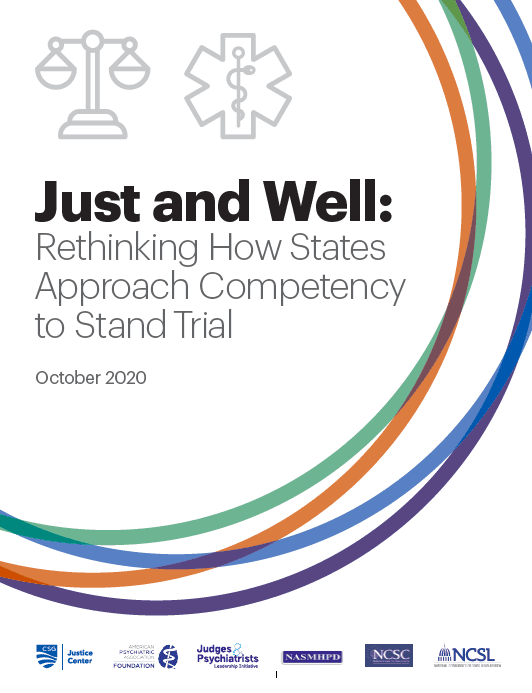 Just and Well:
Rethinking How States
Approach Competency
to Stand Trial
October 2020
CSG Justice
Center
AMERICAN
PSYCHIATRIC
ASSOCIATION
FOUNDATION
Judges
Psychiatrists
Leadership Initiative
NASMHPD
NCSC
NCSL